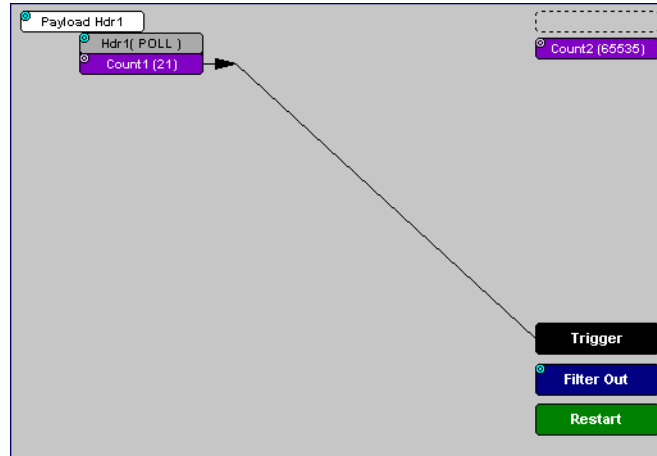 Payload Hdr1
Hdr1( POLL )
Count1 (21)
Count2 (65535)
Trigger
Filter Out
Restart